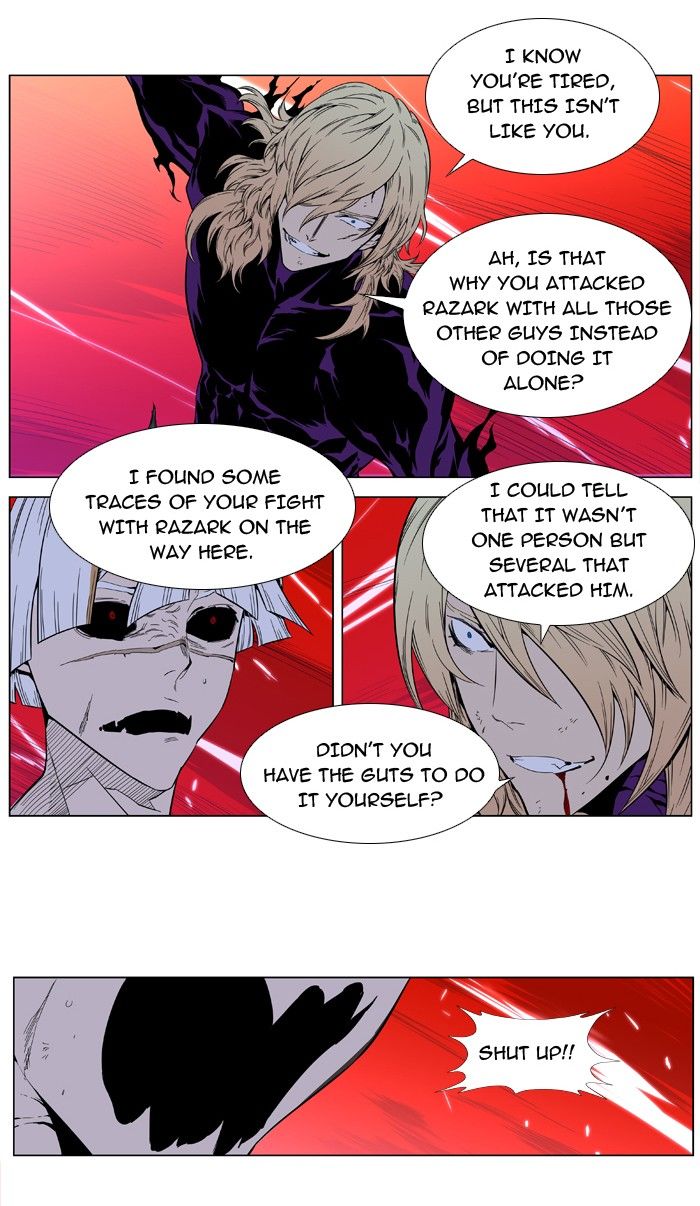 I KNOW
YOU'RE TIRED,
BUT THIS ISN'T
LIKE YOU.
AH, IS THAT
WHY YOU ATTACKED
RAZARK WITH ALL THOSE
OTHER GUYS INSTEAD
OF DOING IT
ALONE?
I FOUND SOME
TRACES OF YOUR FIGHT
WITH RAZARK ON THE
WAY HERE.
I COULD TELL
THAT IT WASN'T
ONE PERSON BUT
SEVERAL THAT
ATTACKED HIM.
DIDN'T YOU
HAVE THE GUTS TO DO
IT YOURSELF?
SHUT UP!!